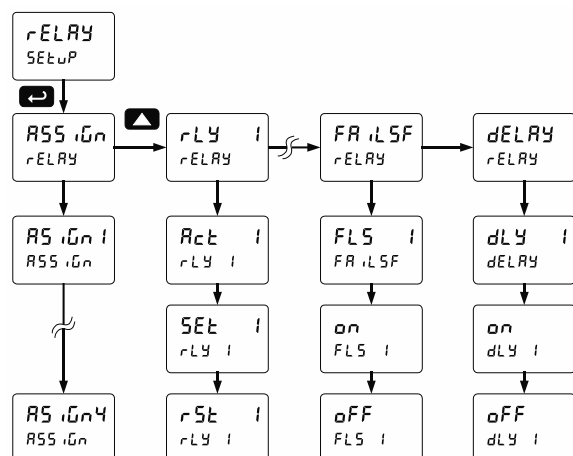 rELAY
SEtuP
ASSiGn
rELAY
rLY 1
rELAY
FAiLSF
rELAY
dELAY
rELAY
ASiGn1
ASSiGn
Act 1
rLY 1
FLS 1
FAiLSF
dLY 1
dELAY
SEt 1
rLY 1
on
FLS 1
on
dLY 1
ASiGn4
ASSiGn
rSt 1
rLY 1
oFF
FLS 1
oFF
dLY 1